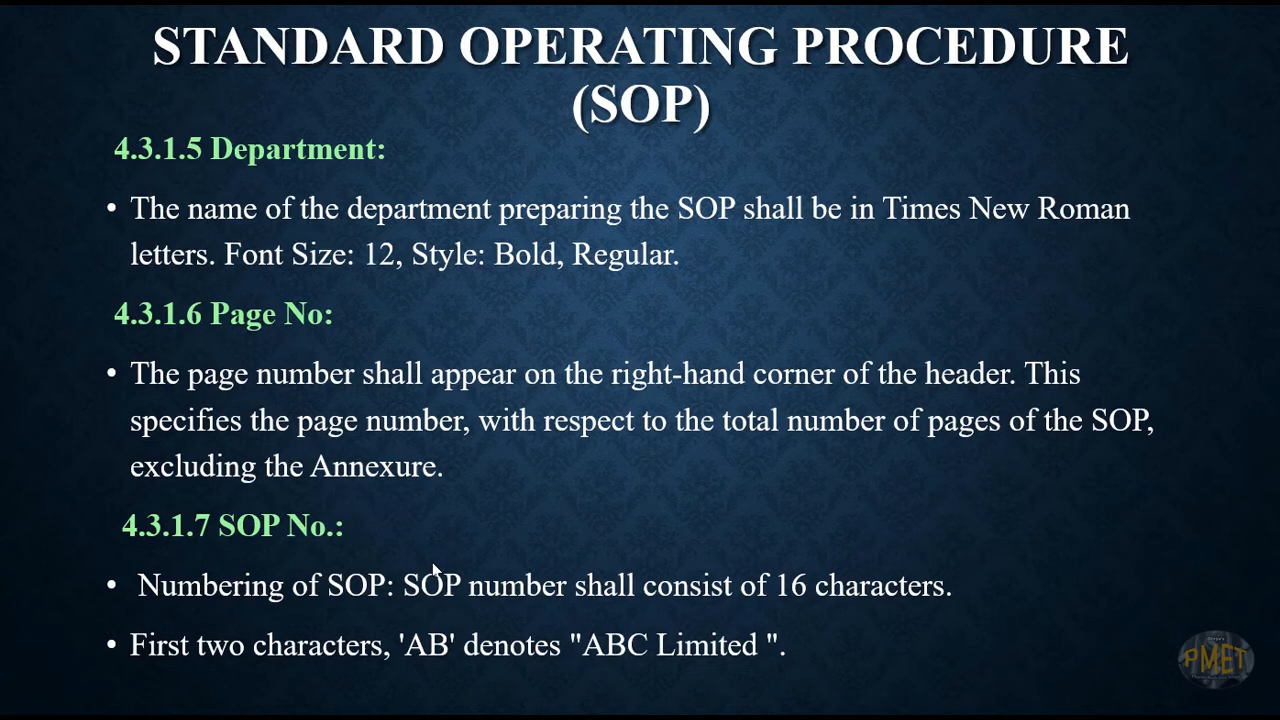 STANDARD OPERATING PROCEDURE
(SOP)
4.3.1.5 Department:
• The name of the department preparing the SOP shall be in Times New Roman
letters. Font Size: 12, Style: Bold, Regular.
4.3.1.6 Page No:
• The page number shall appear on the right-hand corner of the header. This
specifies the page number, with respect to the total number of pages of the SOP,
excluding the Annexure.
4.3.1.7 SOP No.:
• Numbering of SOP: SOP number shall consist of 16 characters.
• First two characters, 'AB' denotes "ABC Limited ".
PMET